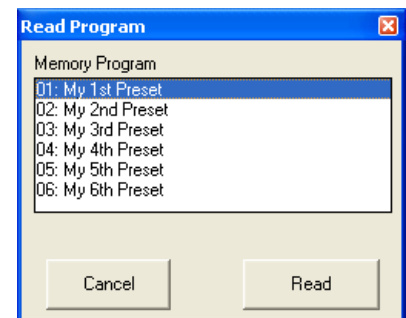 Read Program
Memory Program
01: My 1st Preset
02: My 2nd Preset
03: My 3rd Preset
04: My 4th Preset
05: My 5th Preset
06: My 6th Preset
Cancel Read